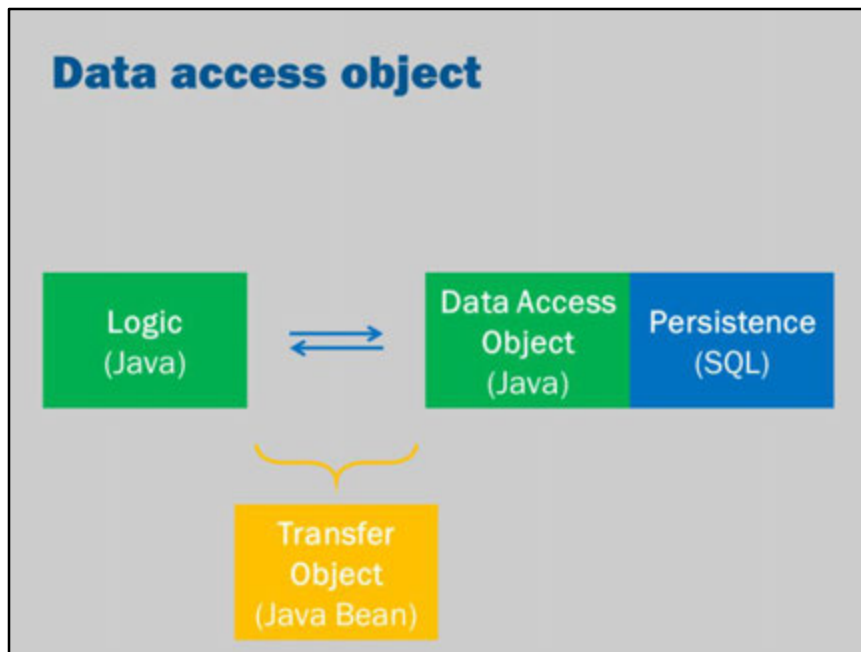 Data access object
Logic
(Java)
Data Access
Object
(Java)
Persistence
(SQL)
Transfer
Object
(Java Bean)